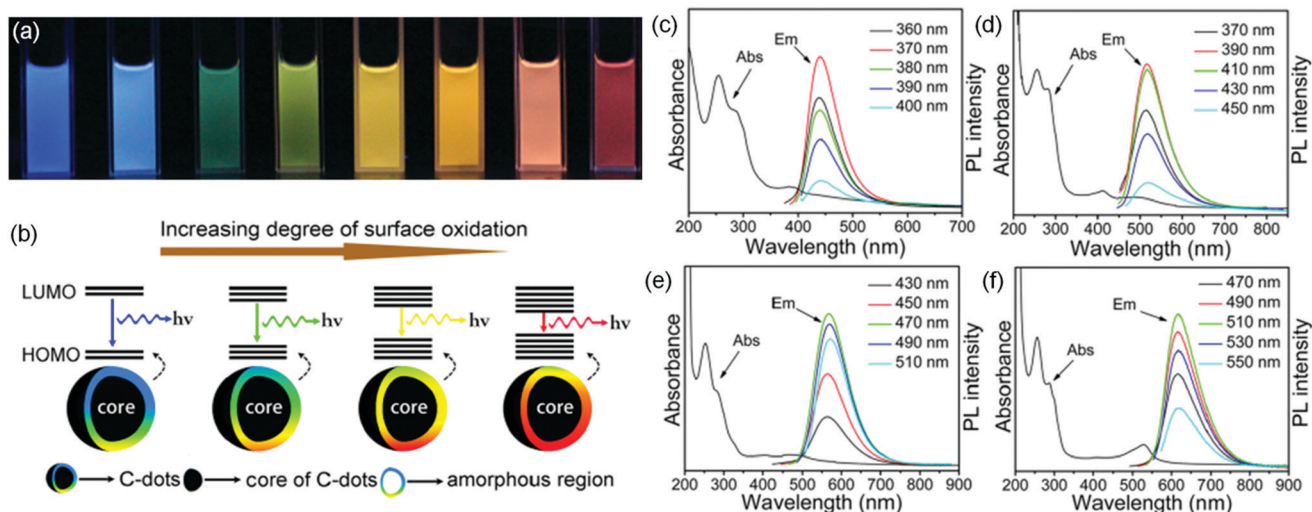 (a)
(b)
Increasing degree of surface oxidation
LUMO
hv
hv
hv
hv
HOMO
core
core
core
core
C-dots
core of C-dots
amorphous region
(c)
Absorbance
PL intensity
Abs
Em
360 nm
370 nm
380 nm
390 nm
400 nm
200 300 400 500 600 700
Wavelength (nm)
(d)
Absorbance
PL intensity
Abs
Em
370 nm
390 nm
410 nm
430 nm
450 nm
200 300 400 500 600 700 800
Wavelength (nm)
(e)
Absorbance
PL intensity
Abs
Em
430 nm
450 nm
470 nm
490 nm
510 nm
200 300 400 500 600 700 800 900
Wavelength (nm)
(f)
Absorbance
PL intensity
Abs
Em
470 nm
490 nm
510 nm
530 nm
550 nm
200 300 400 500 600 700 800 900
Wavelength (nm)